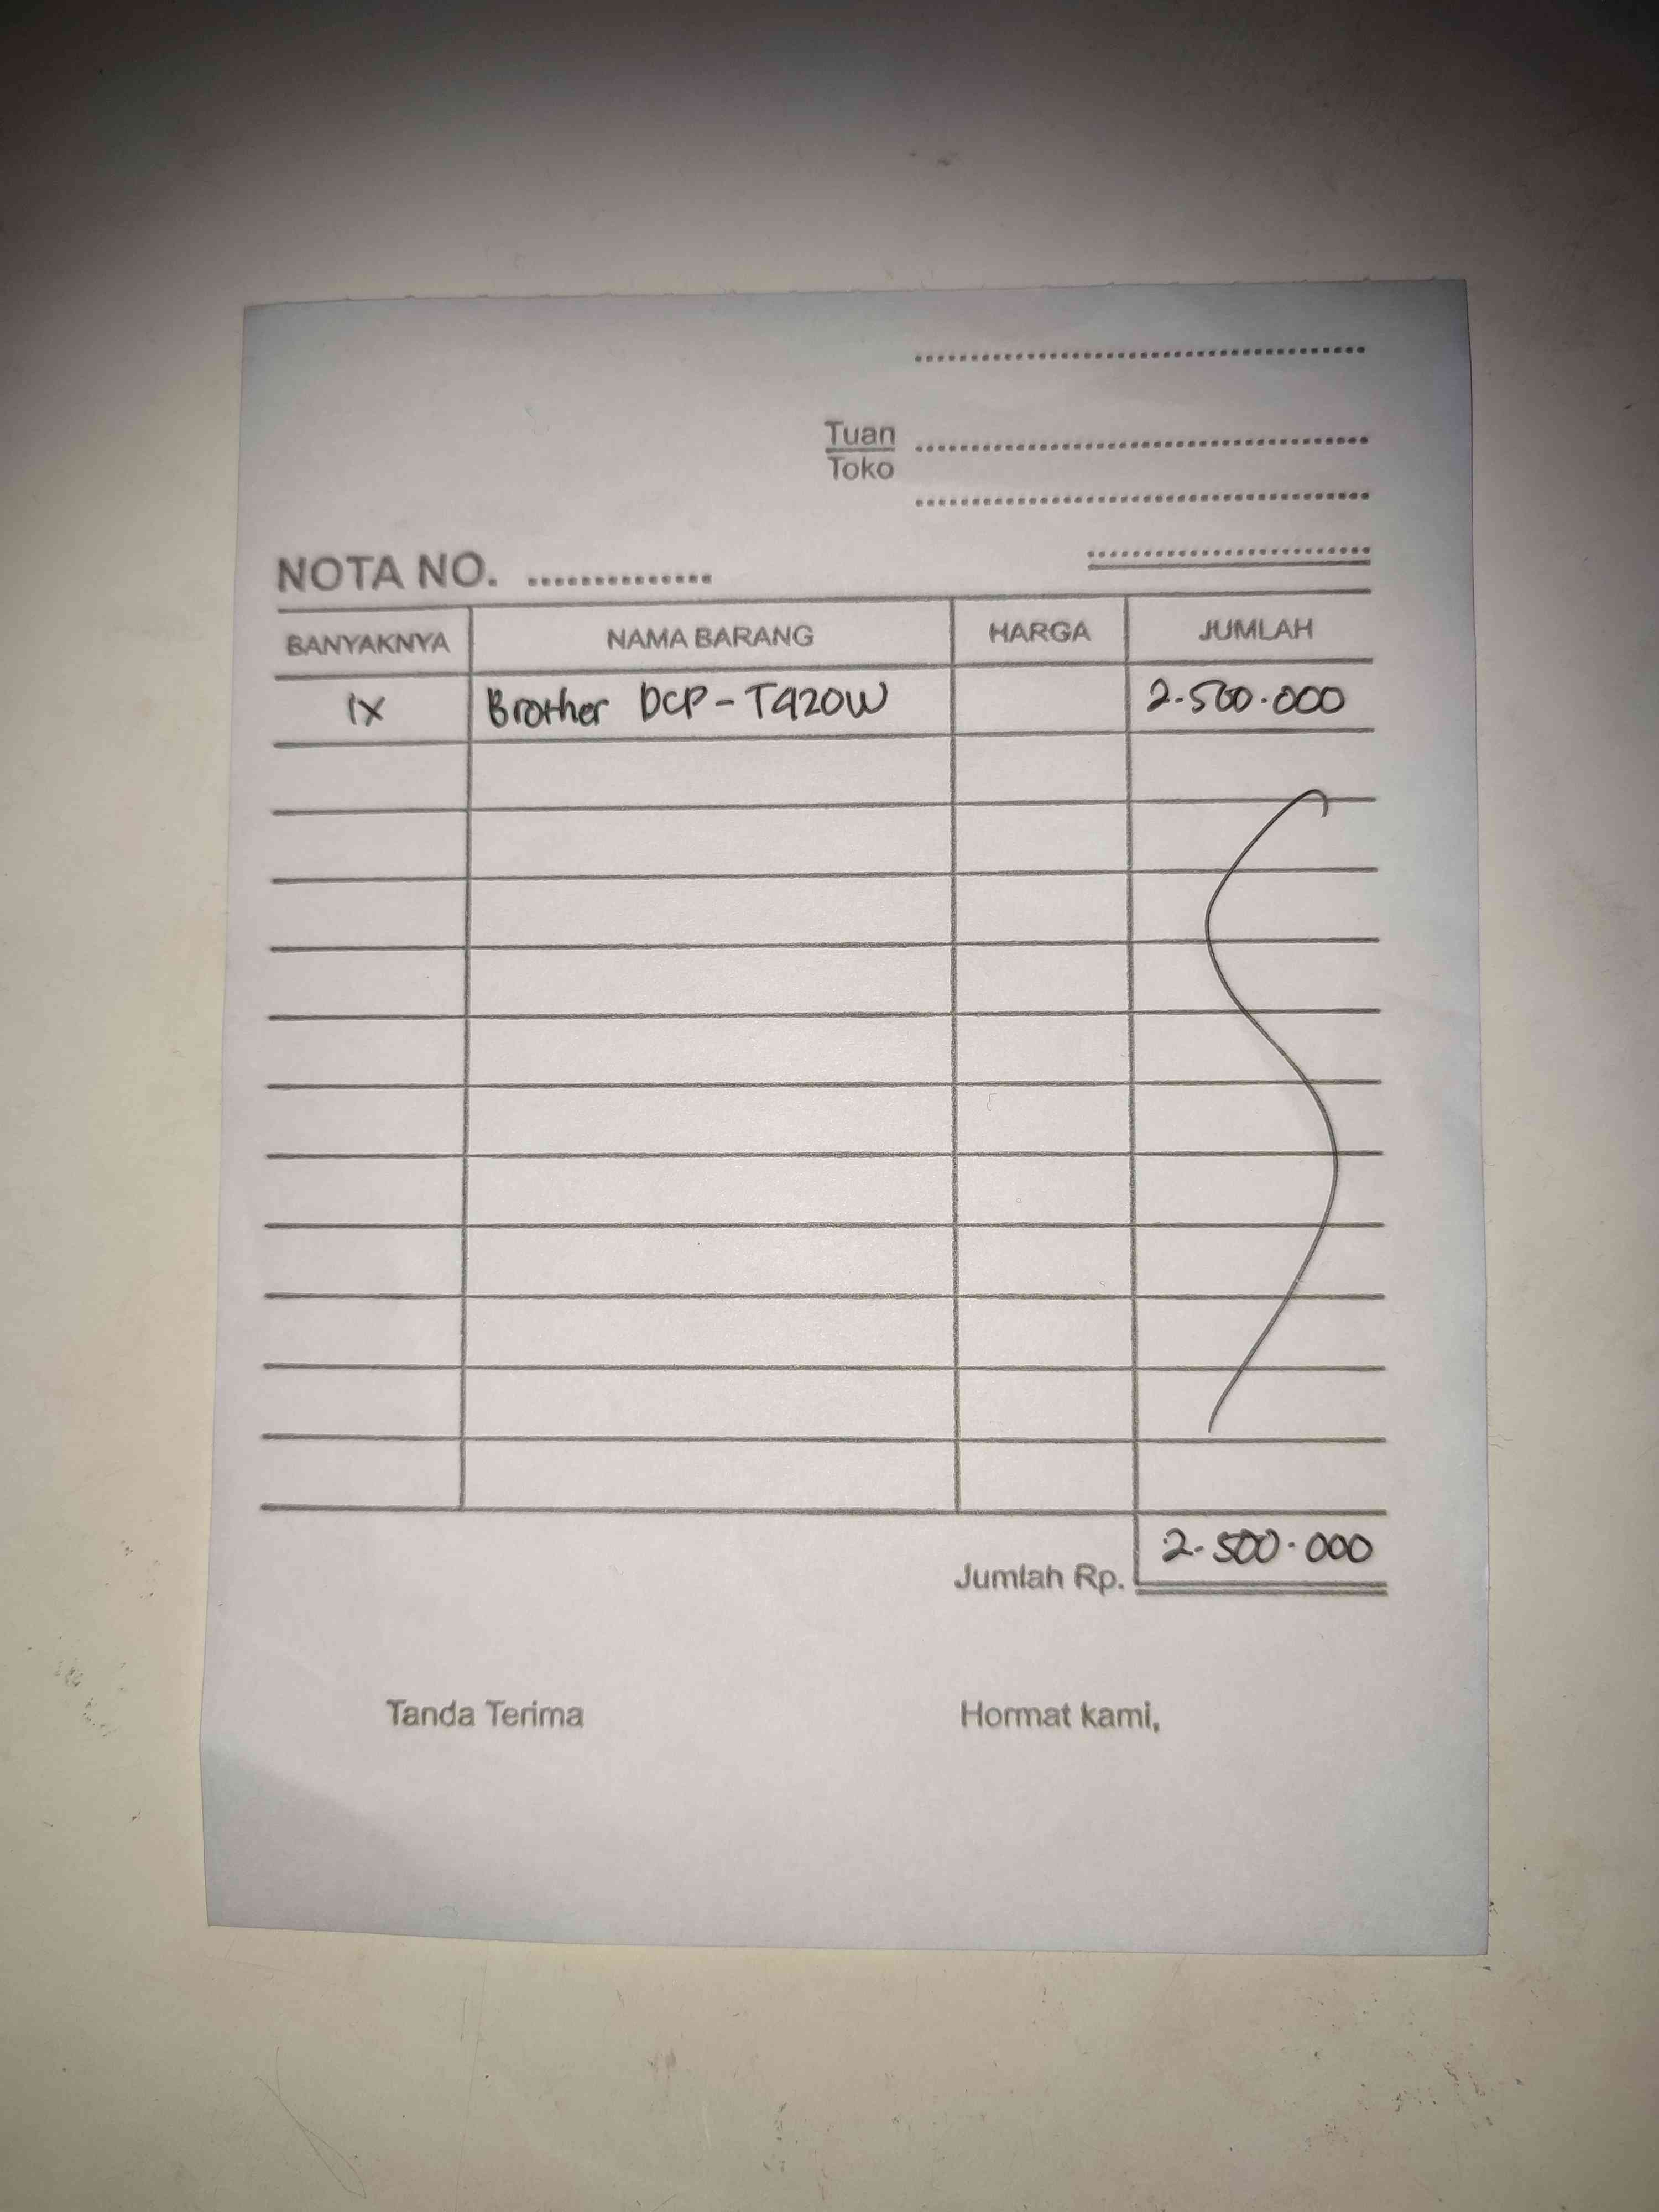 Tuan
Toko
NOTA NO. ..............
BANYAKNYA NAMA BARANG HARGA JUMLAH
1X Brother DCP-T420W 2.500.000
Jumlah Rp. 2.500.000
Tanda Terima Hormat kami,